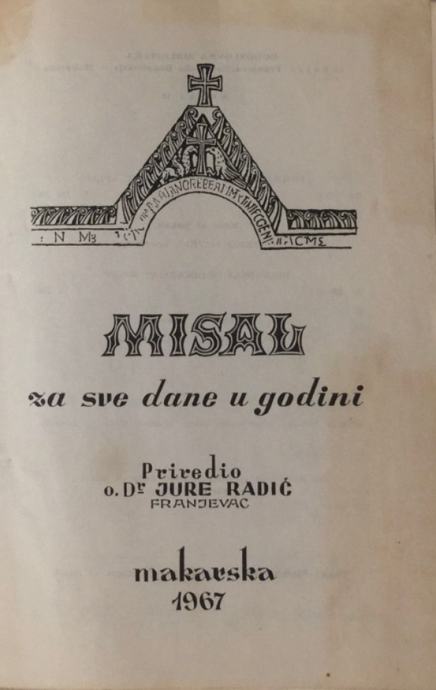 MISAL
za sve dane u godini
Priredio
o. Dr JURE RADIĆ
FRANJEVAC
makarska
1967